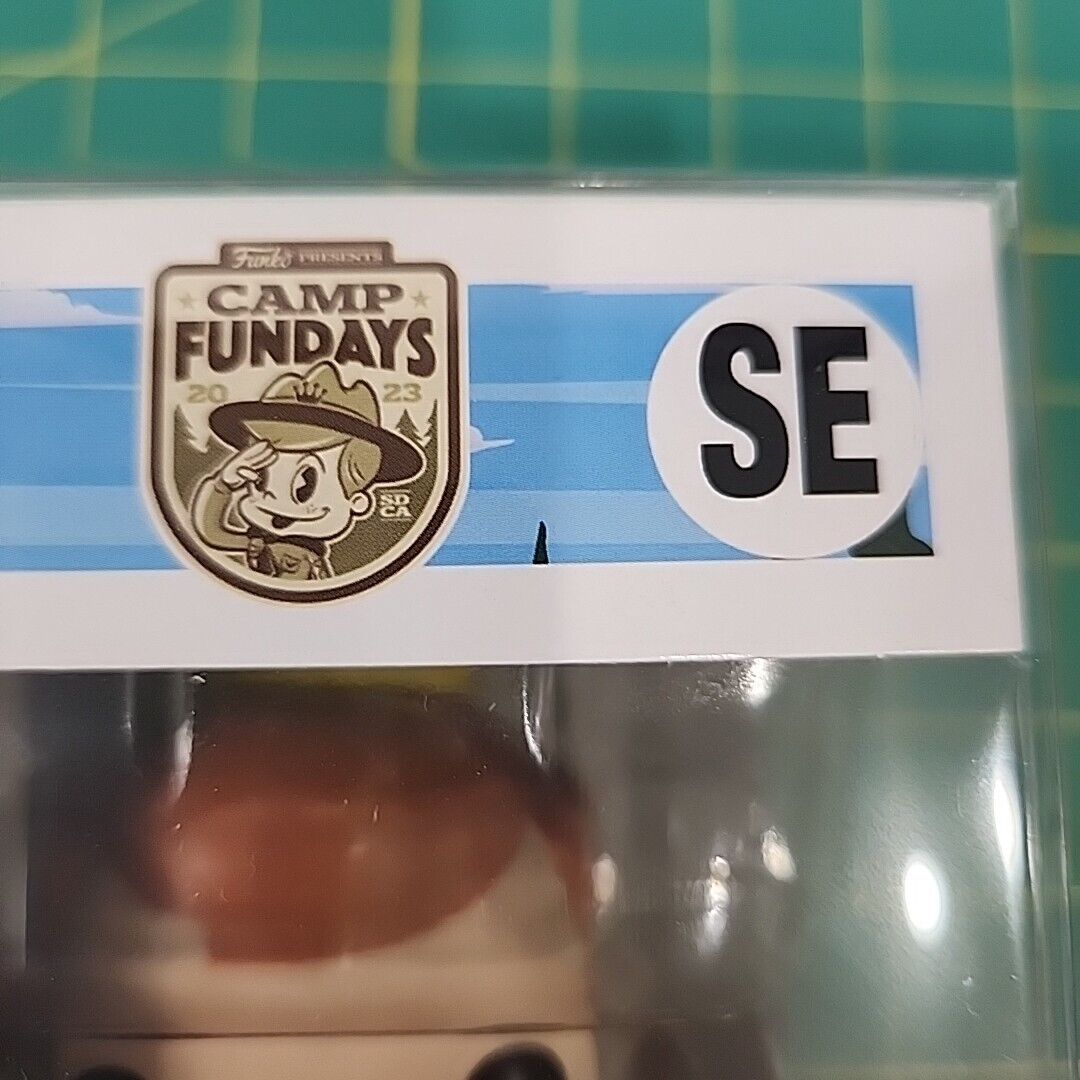 Funko PRESENTS
CAMP
FUNDAYS
20 23
SD
CA
SE